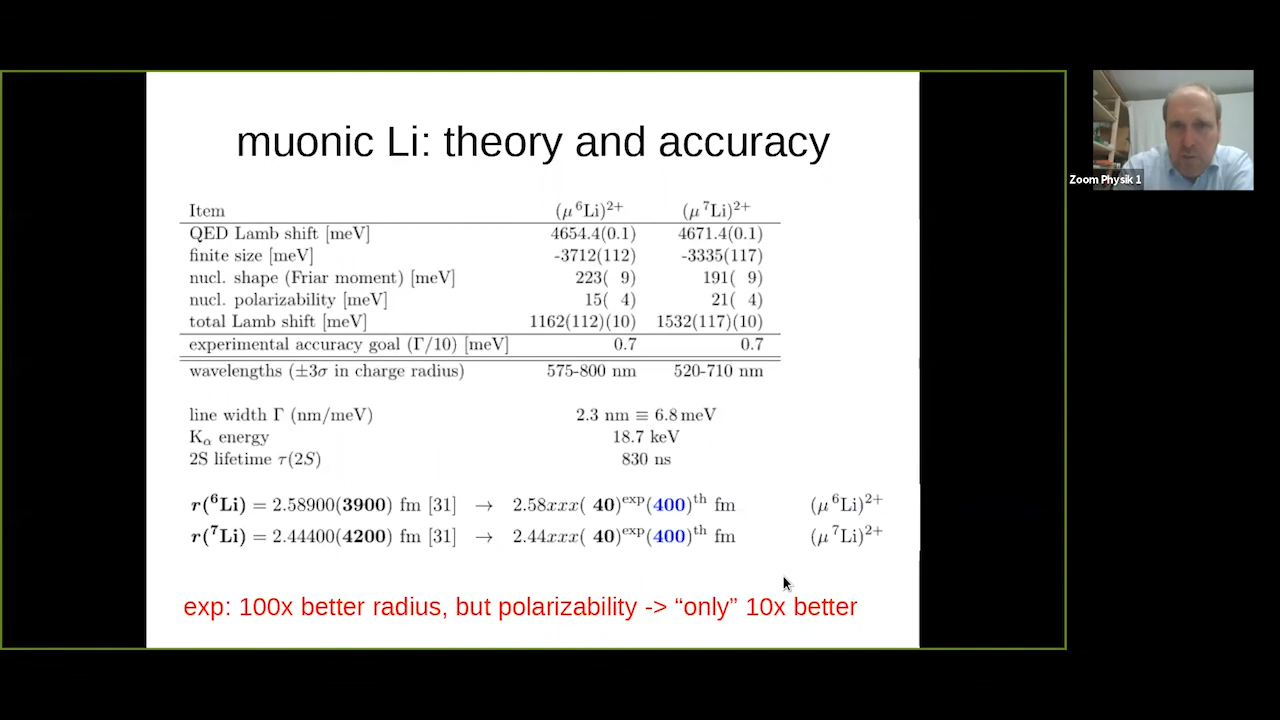 muonic Li: theory and accuracy
Zoom Physik 1
Item (μ ⁶Li)²⁺ (μ ⁷Li)²⁺
QED Lamb shift [meV] 4654.4(0.1) 4671.4(0.1)
finite size [meV] -3712(112) -3335(117)
nucl. shape (Friar moment) [meV] 223( 9) 191( 9)
nucl. polarizability [meV] 15( 4) 21( 4)
total Lamb shift [meV] 1162(112)(10) 1532(117)(10)
experimental accuracy goal (Γ/10) [meV] 0.7 0.7
wavelengths (±3σ in charge radius) 575-800 nm 520-710 nm
line width Γ (nm/meV) 2.3 nm ≡ 6.8 meV
Kα energy 18.7 keV
2S lifetime τ(2S) 830 ns
r(⁶Li) = 2.58900(3900) fm [31] → 2.58xxx( 40)ᵉˣᵖ(400)ᵗʰ fm (μ ⁶Li)²⁺
r(⁷Li) = 2.44400(4200) fm [31] → 2.44xxx( 40)ᵉˣᵖ(400)ᵗʰ fm (μ ⁷Li)²⁺
exp: 100x better radius, but polarizability -> “only” 10x better